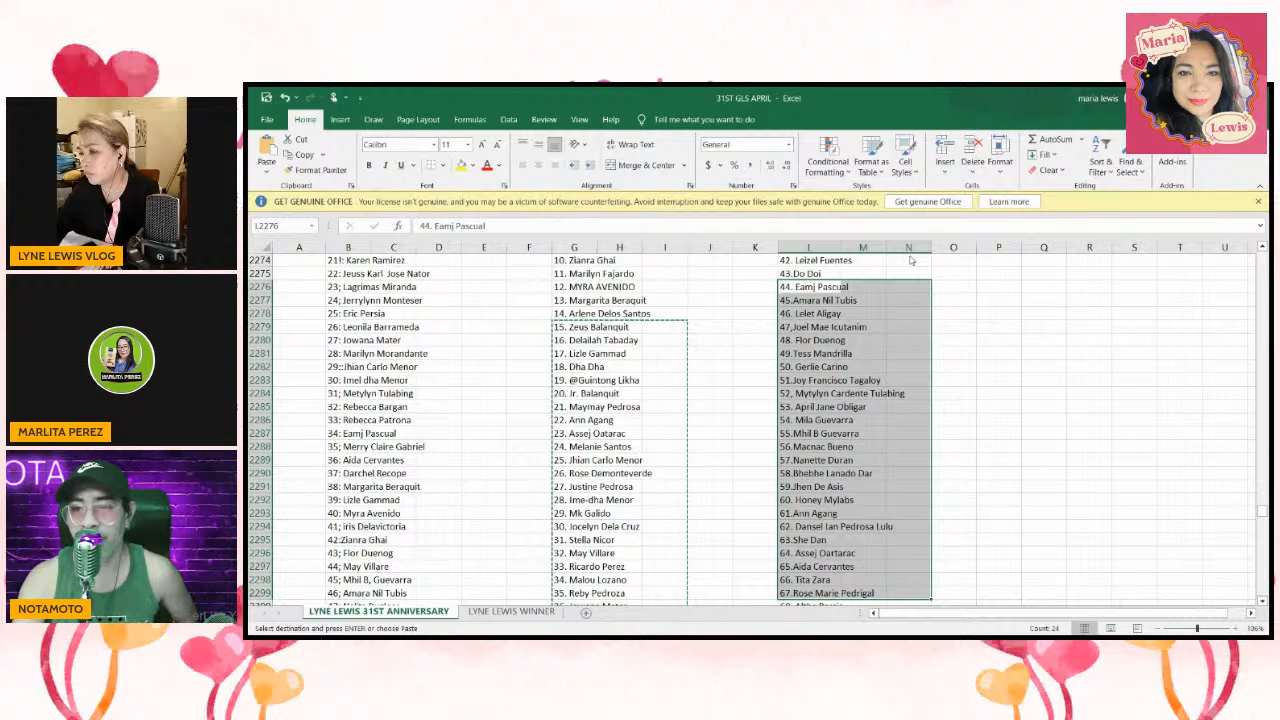 Maria
Lewis
LYNE LEWIS VLOG
MARLITA PEREZ
MARLITA PEREZ
NOTA
NOTAMOTO
31ST GLS APRIL - Excel
maria lewis
File Home Insert Draw Page Layout Formulas Data Review View Help Tell me what you want to do
Paste
Cut
Copy
Format Painter
Clipboard
Calibri 11
B I U
Font
Wrap Text
Merge & Center
Alignment
General
$ % ,
Number
Conditional Formatting
Format as Table
Cell Styles
Styles
Insert Delete Format
Cells
AutoSum
Fill
Clear
Sort & Filter
Find & Select
Editing
Add-ins
Add-ins
GET GENUINE OFFICE Your license isn't genuine, and you may be a victim of software counterfeiting. Avoid interruption and keep your files safe with genuine Office today. Get genuine Office Learn more
L2276 fx 44. Eamj Pascual
A B C D E F G H I J K L M N O P Q R S T U
2274 21!: Karen Ramirez 10. Zianra Ghai 42. Leizel Fuentes
2275 22: Jeuss Karl Jose Nator 11. Marilyn Fajardo 43.Do Doi
2276 23; Lagrimas Miranda 12. MYRA AVENIDO 44. Eamj Pascual
2277 24; Jerrylynn Monteser 13. Margarita Beraquit 45.Amara Nil Tubis
2278 25: Eric Persia 14. Arlene Delos Santos 46. Lelet Aligay
2279 26: Leonila Barrameda 15. Zeus Balanquit 47,Joel Mae Icutanim
2280 27: Jowana Mater 16. Delailah Tabaday 48. Flor Duenog
2281 28: Marilyn Morandante 17. Lizle Gammad 49.Tess Mandrilla
2282 29::Jhian Carlo Menor 18. Dha Dha 50. Gerlie Carino
2283 30: Imel dha Menor 19. @Guintong Likha 51.Joy Francisco Tagaloy
2284 31; Metylyn Tulabing 20. Jr. Balanquit 52, Mytylyn Cardente Tulabing
2285 32: Rebecca Bargan 21. Maymay Pedrosa 53. April Jane Obligar
2286 33: Rebecca Patrona 22. Ann Agang 54. Mila Guevarra
2287 34: Eamj Pascual 23. Assej Oatarac 55.Mhil B Guevarra
2288 35; Merry Claire Gabriel 24. Melanie Santos 56.Macnac Bueno
2289 36: Aida Cervantes 25. Jhian Carlo Menor 57.Nanette Duran
2290 37: Darchel Recope 26. Rose Demonteverde 58.Bhebhe Lanado Dar
2291 38: Margarita Beraquit 27. Justine Pedrosa 59.Jhen De Asis
2292 39: Lizle Gammad 28. Ime-dha Menor 60. Honey Mylabs
2293 40: Myra Avenido 29. Mk Galido 61.Ann Agang
2294 41; iris Delavictoria 30. Jocelyn Dela Cruz 62. Dansel Ian Pedrosa Lulu
2295 42:Zianra Ghai 31. Stella Nicor 63.She Dan
2296 43; Flor Duenog 32. May Villare 64. Assej Oartarac
2297 44; May Villare 33. Ricardo Perez 65.Aida Cervantes
2298 45; Mhil B, Guevarra 34. Malou Lozano 66. Tita Zara
2299 46; Amara Nil Tubis 35. Reby Pedroza 67.Rose Marie Pedrigal
LYNE LEWIS 31ST ANNIVERSARY LYNE LEWIS WINNER
Select destination and press ENTER or choose Paste Count: 24 106%